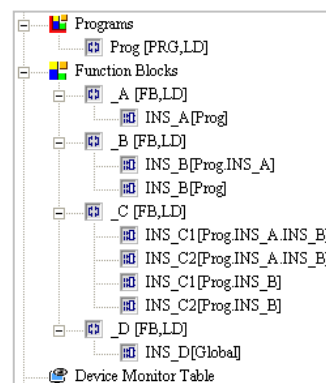 Programs
Prog [PRG,LD]
Function Blocks
_A [FB,LD]
INS_A[Prog]
_B [FB,LD]
INS_B[Prog.INS_A]
INS_B[Prog]
_C [FB,LD]
INS_C1[Prog.INS_A.INS_B]
INS_C2[Prog.INS_A.INS_B]
INS_C1[Prog.INS_B]
INS_C2[Prog.INS_B]
_D [FB,LD]
INS_D[Global]
Device Monitor Table